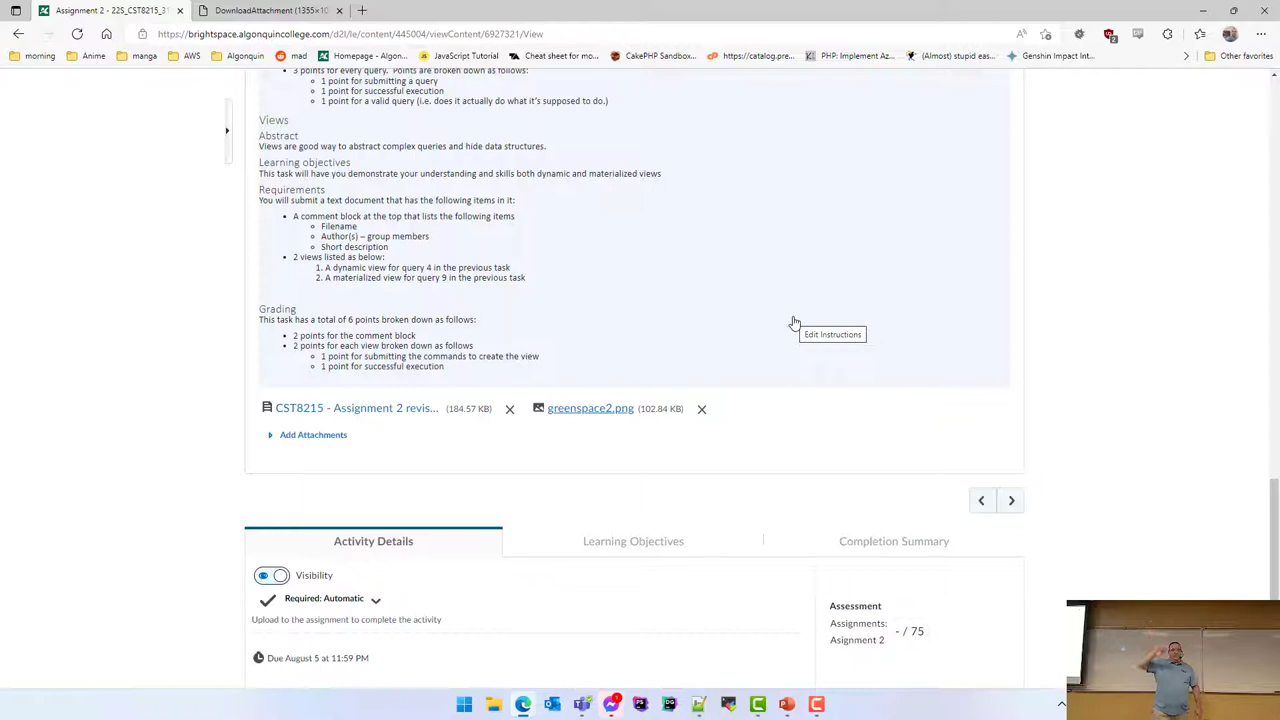 Assignment 2 - 22S_CST8215_3
DownloadAttachment (1355×10
https://brightspace.algonquincollege.com/d2l/le/content/445004/viewContent/6927321/View
morning
Anime
manga
AWS
Algonquin
mad
Homepage - Algon...
JavaScript Tutorial
Cheat sheet for mo...
CakePHP Sandbox...
https://catalog.pre...
PHP: Implement Az...
(Almost) stupid eas...
Genshin Impact Int...
Other favorites
3 points for every query. Points are broken down as follows:
1 point for submitting a query
1 point for successful execution
1 point for a valid query (i.e. does it actually do what it's supposed to do.)
Views
Abstract
Views are good way to abstract complex queries and hide data structures.
Learning objectives
This task will have you demonstrate your understanding and skills both dynamic and materialized views
Requirements
You will submit a text document that has the following items in it:
A comment block at the top that lists the following items
Filename
Author(s) – group members
Short description
2 views listed as below:
1. A dynamic view for query 4 in the previous task
2. A materialized view for query 9 in the previous task
Grading
This task has a total of 6 points broken down as follows:
Edit Instructions
2 points for the comment block
2 points for each view broken down as follows
1 point for submitting the commands to create the view
1 point for successful execution
CST8215 - Assignment 2 revis... (184.57 KB)
greenspace2.png (102.84 KB)
Add Attachments
Activity Details
Learning Objectives
Completion Summary
Visibility
Required: Automatic
Upload to the assignment to complete the activity
Due August 5 at 11:59 PM
Assessment
Assignments:
Asignment 2
- / 75